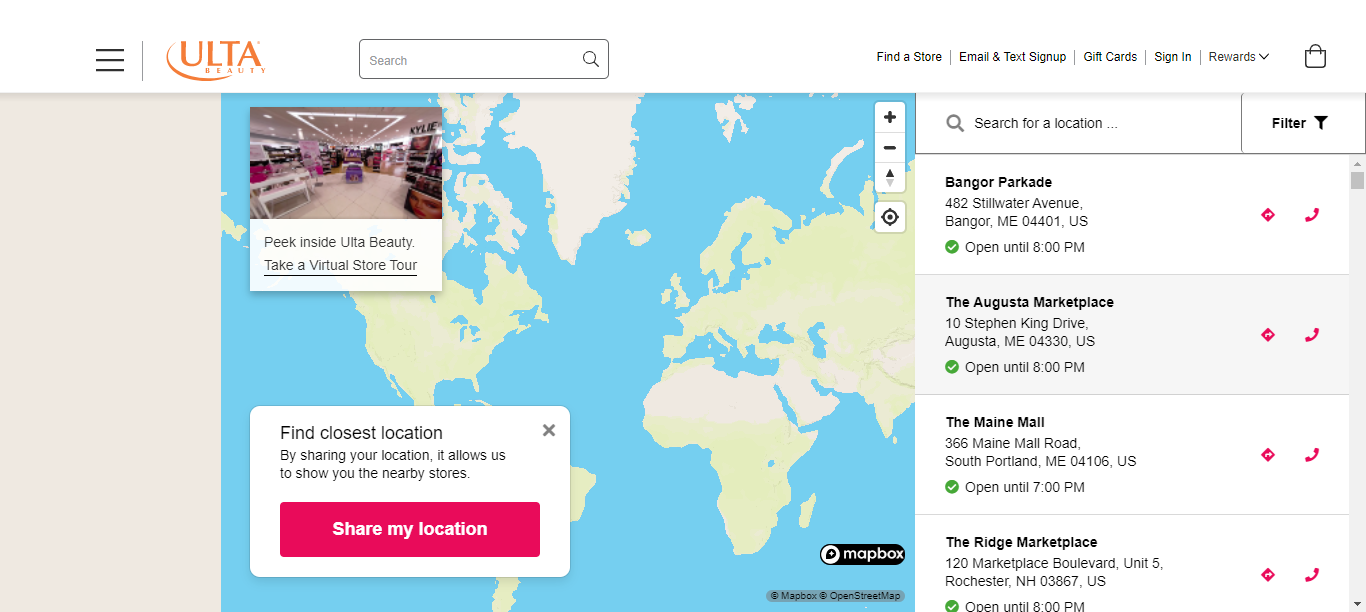 ULTA
BEAUTY
Search
Find a Store
Email & Text Signup
Gift Cards
Sign In
Rewards
KYLIE
Peek inside Ulta Beauty.
Take a Virtual Store Tour
Find closest location
By sharing your location, it allows us
to show you the nearby stores.
Share my location
mapbox
© Mapbox © OpenStreetMap
Search for a location ...
Filter
Bangor Parkade
482 Stillwater Avenue,
Bangor, ME 04401, US
Open until 8:00 PM
The Augusta Marketplace
10 Stephen King Drive,
Augusta, ME 04330, US
Open until 8:00 PM
The Maine Mall
366 Maine Mall Road,
South Portland, ME 04106, US
Open until 7:00 PM
The Ridge Marketplace
120 Marketplace Boulevard, Unit 5,
Rochester, NH 03867, US
Open until 8:00 PM